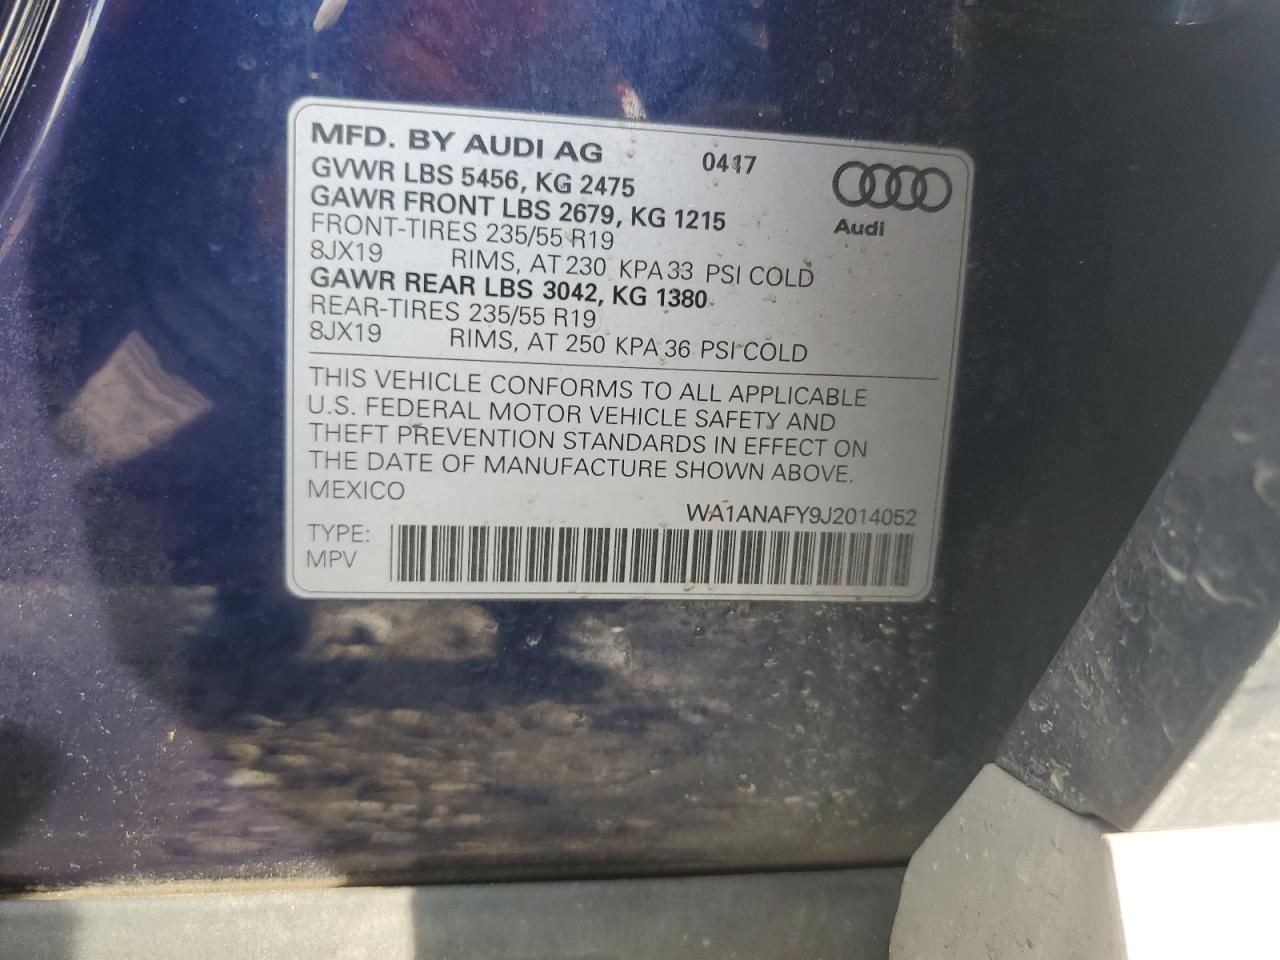 MFD. BY AUDI AG 0417
GVWR LBS 5456, KG 2475
GAWR FRONT LBS 2679, KG 1215
FRONT-TIRES 235/55 R19
8JX19 RIMS, AT 230 KPA 33 PSI COLD
GAWR REAR LBS 3042, KG 1380
REAR-TIRES 235/55 R19
8JX19 RIMS, AT 250 KPA 36 PSI COLD
Audi
THIS VEHICLE CONFORMS TO ALL APPLICABLE
U.S. FEDERAL MOTOR VEHICLE SAFETY AND
THEFT PREVENTION STANDARDS IN EFFECT ON
THE DATE OF MANUFACTURE SHOWN ABOVE.
MEXICO
WA1ANAFY9J2014052
TYPE:
MPV